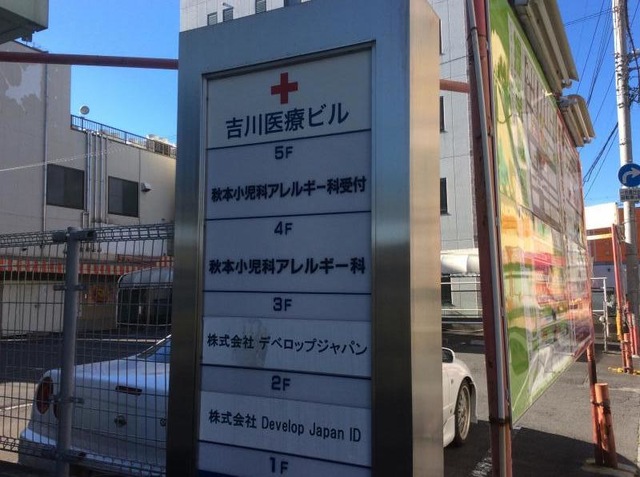 吉川医療ビル
5F
秋本小児科アレルギー科受付
4F
秋本小児科アレルギー科
3F
株式会社 デベロップジャパン
2F
株式会社 Develop Japan ID
1F